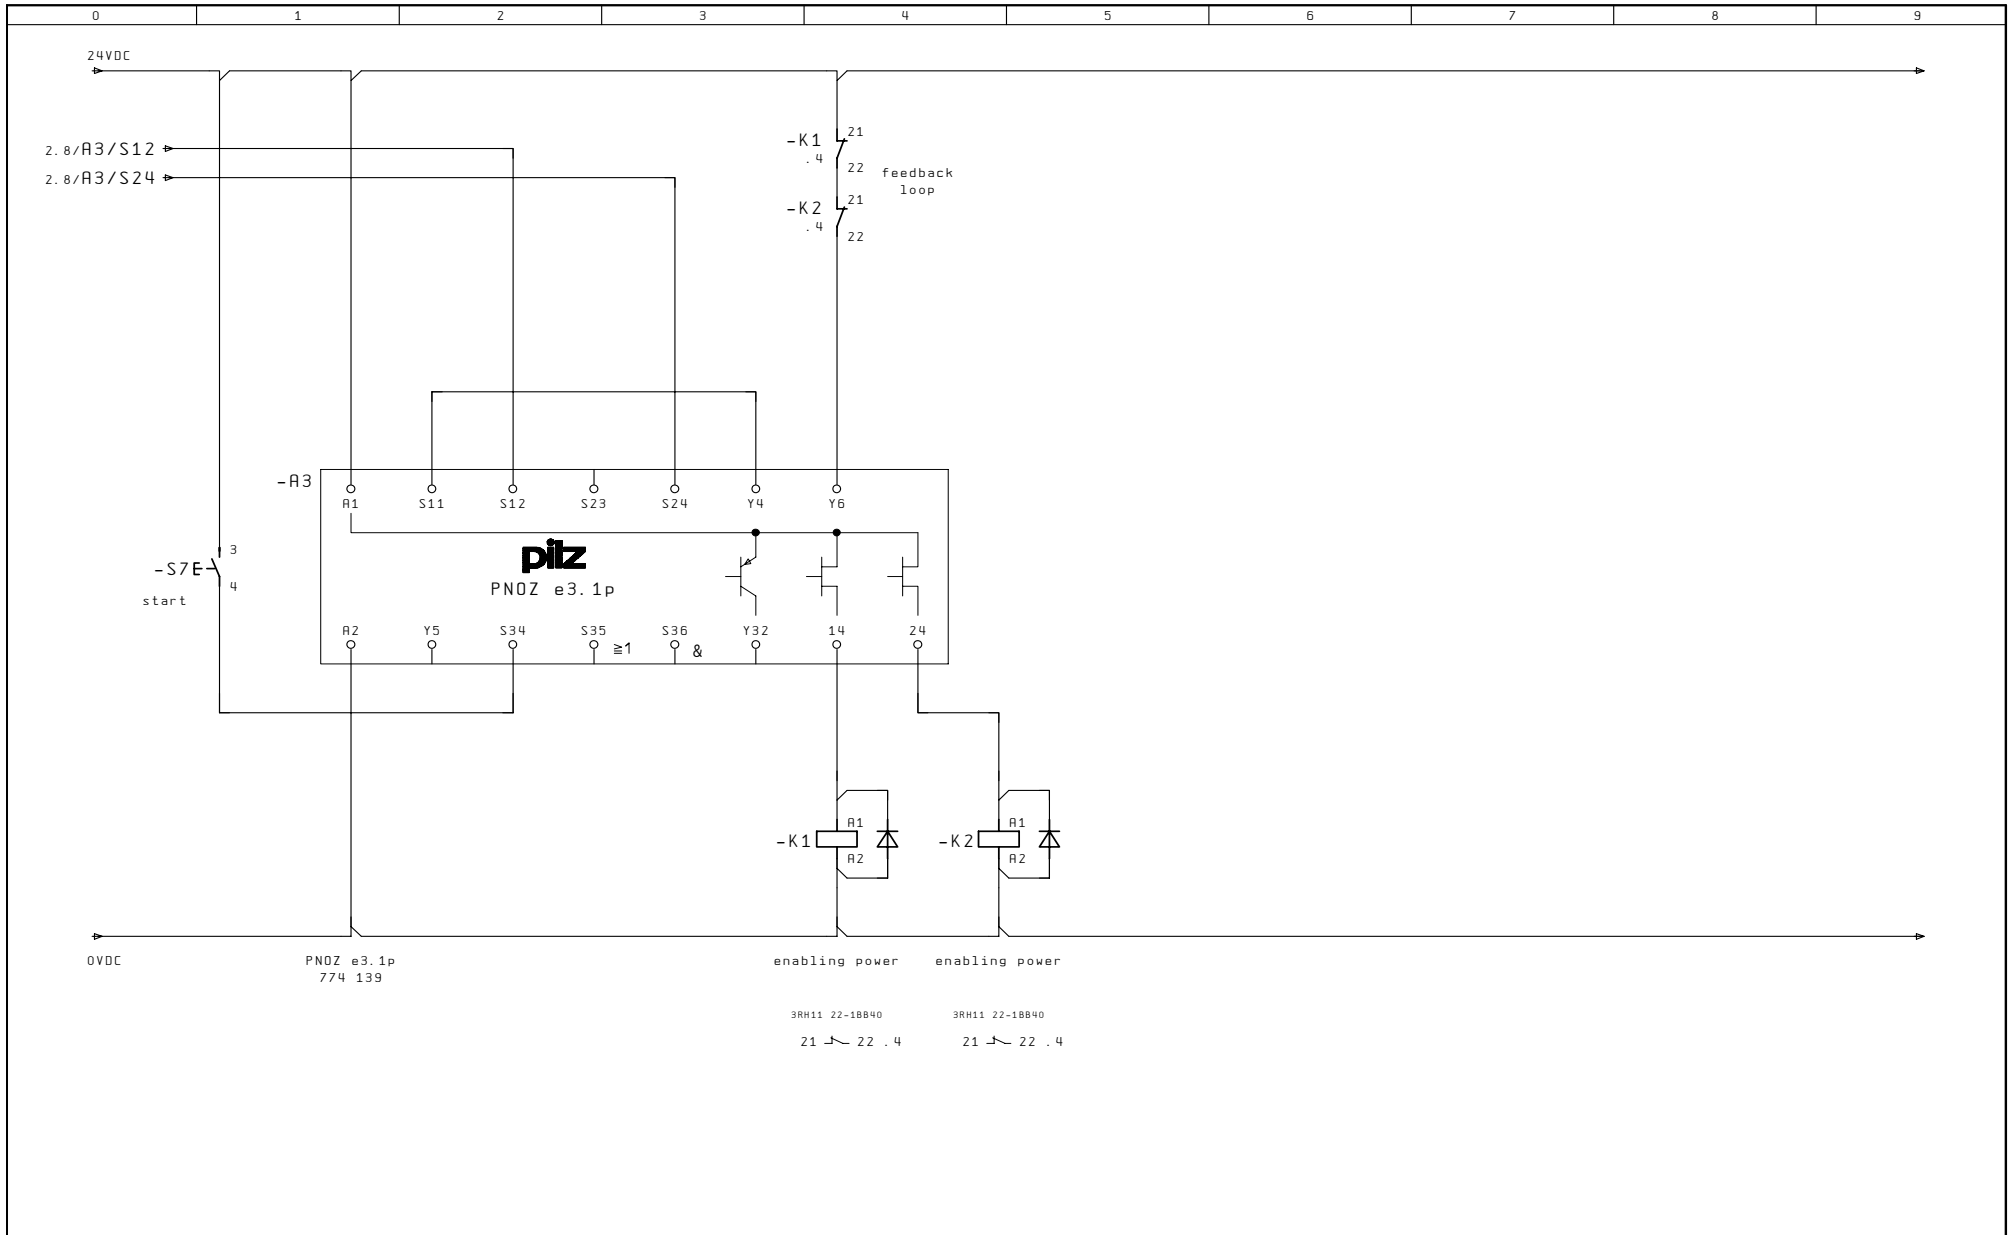 0 1 2 3 4 5 6 7 8 9
24VDC
2.8/A3/S12
2.8/A3/S24
-K1 21
.4 22
feedback
loop
-K2 21
.4 22
-A3
A1 S11 S12 S23 S24 Y4 Y6
pilz
PNOZ e3.1p
-S7 3
4
start
A2 Y5 S34 S35 ≧1 S36 & Y32 14 24
-K1 A1
A2
-K2 A1
A2
0VDC
PNOZ e3.1p
774 139
enabling power enabling power
3RH11 22-1BB40 3RH11 22-1BB40
21 22 .4 21 22 .4